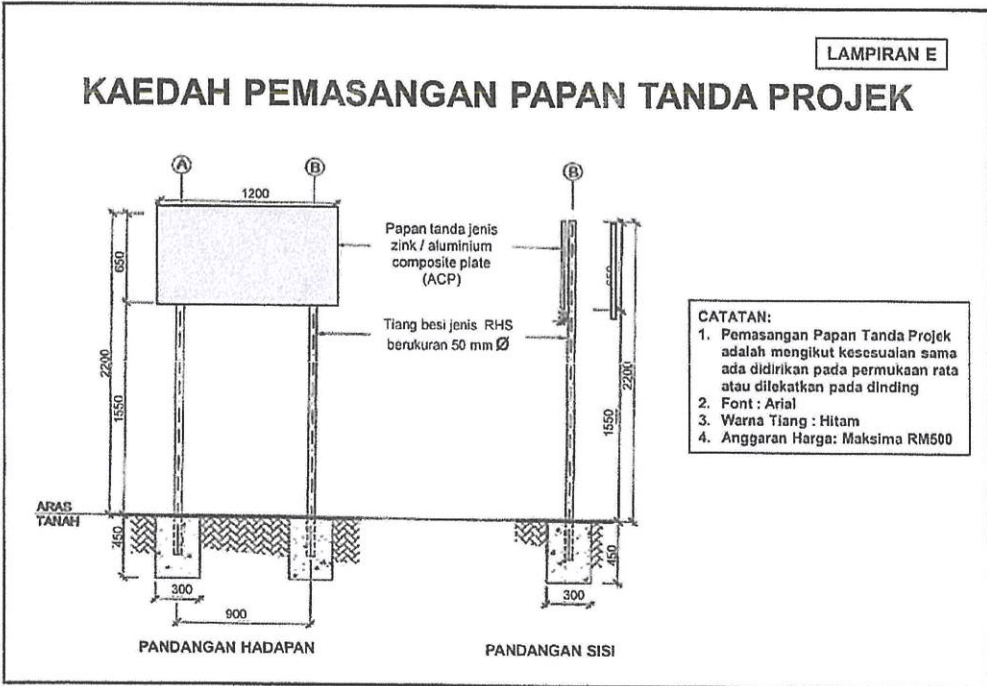 LAMPIRAN E
KAEDAH PEMASANGAN PAPAN TANDA PROJEK
A
B
B
1200
650
2200
1550
450
Papan tanda jenis
zink / aluminium
composite plate
(ACP)
Tiang besi jenis RHS
berukuran 50 mm Ø
650
2200
1550
450
CATATAN:
1. Pemasangan Papan Tanda Projek
adalah mengikut kesesuaian sama
ada didirikan pada permukaan rata
atau dilekatkan pada dinding
2. Font : Arial
3. Warna Tiang : Hitam
4. Anggaran Harga: Maksima RM500
ARAS
TANAH
300
900
300
PANDANGAN HADAPAN
PANDANGAN SISI